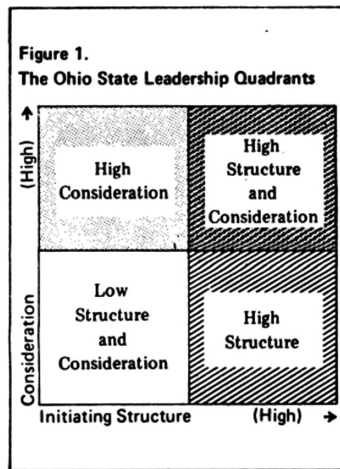 Figure 1.
The Ohio State Leadership Quadrants
(High)
High
Consideration
High
Structure
and
Consideration
Consideration
Low
Structure
and
Consideration
High
Structure
Initiating Structure (High)